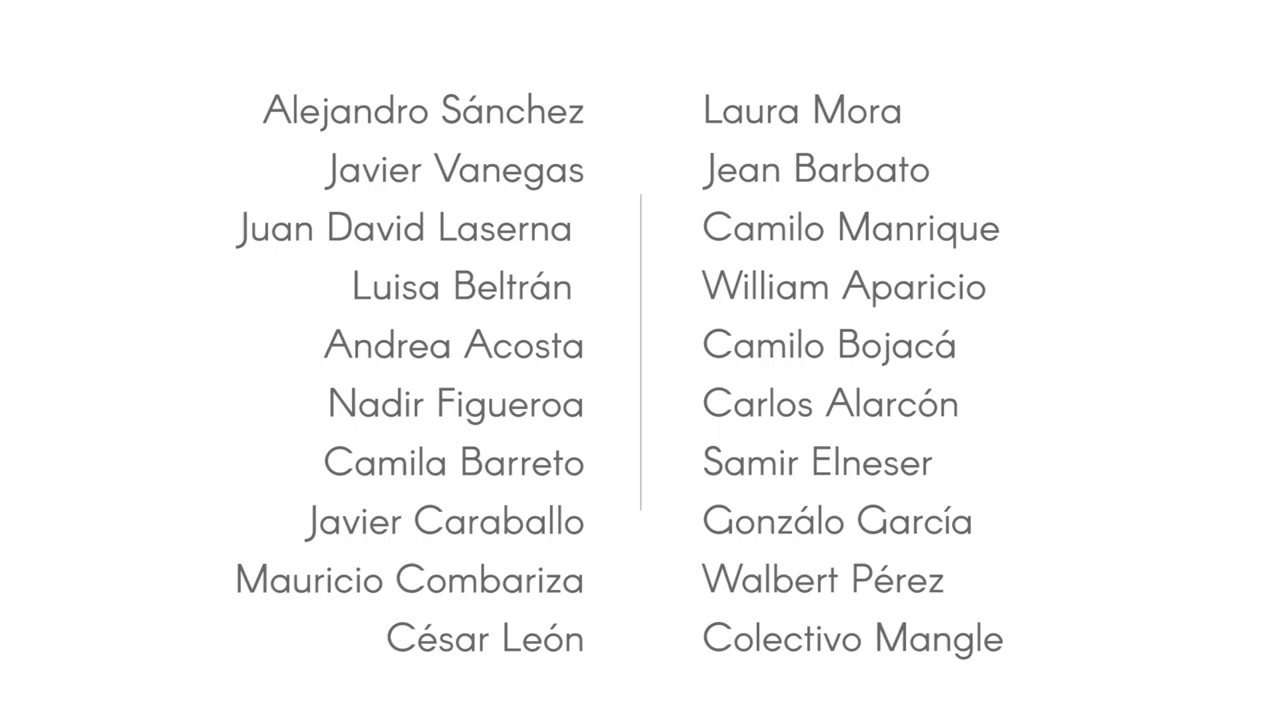 Alejandro Sánchez
Javier Vanegas
Juan David Laserna
Luisa Beltrán
Andrea Acosta
Nadir Figueroa
Camila Barreto
Javier Caraballo
Mauricio Combariza
César León
Laura Mora
Jean Barbato
Camilo Manrique
William Aparicio
Camilo Bojacá
Carlos Alarcón
Samir Elneser
Gonzálo García
Walbert Pérez
Colectivo Mangle